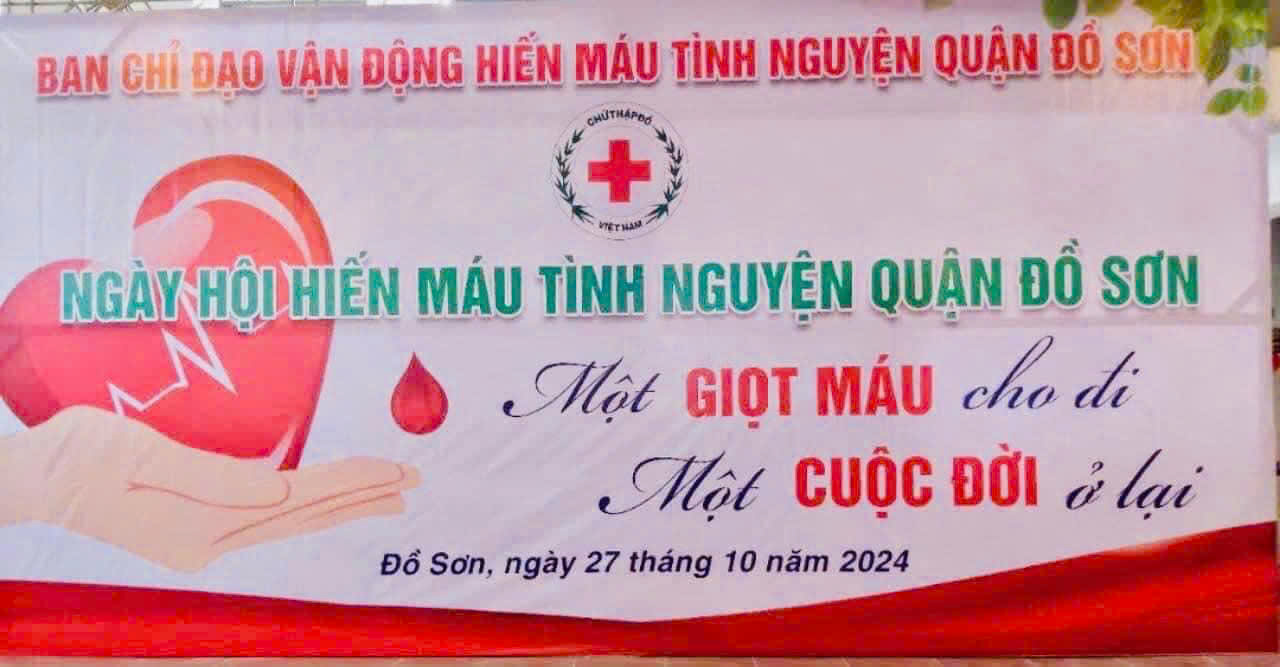 BAN CHỈ ĐẠO VẬN ĐỘNG HIẾN MÁU TÌNH NGUYỆN QUẬN ĐỒ SƠN
CHỮ THẬP ĐỎ
VIỆT NAM
NGÀY HỘI HIẾN MÁU TÌNH NGUYỆN QUẬN ĐỒ SƠN
Một GIỌT MÁU cho đi
Một CUỘC ĐỜI ở lại
Đồ Sơn, ngày 27 tháng 10 năm 2024